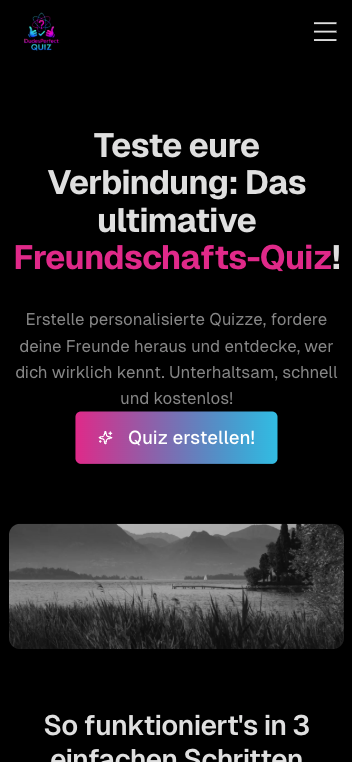 QUIZ
Teste eure
Verbindung: Das
ultimative
Freundschafts-Quiz!
Erstelle personalisierte Quizze, fordere
deine Freunde heraus und entdecke, wer
dich wirklich kennt. Unterhaltsam, schnell
und kostenlos!
Quiz erstellen!
So funktioniert's in 3
einfachen Schritten